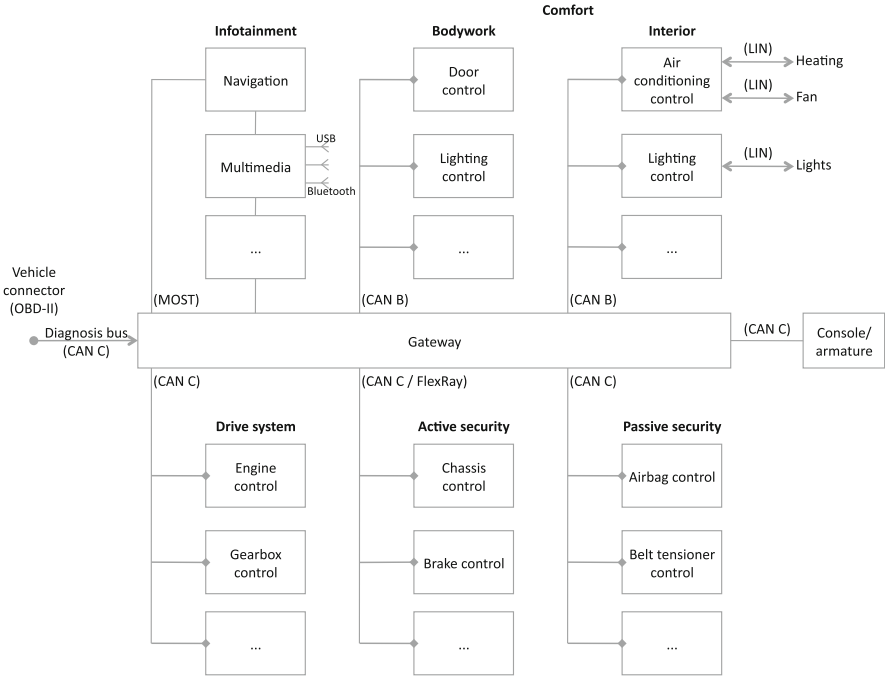 Comfort
Infotainment
Bodywork
Interior
Navigation
Door
control
Air
conditioning
control
(LIN)
Heating
(LIN)
Fan
Multimedia
USB
Bluetooth
Lighting
control
Lighting
control
(LIN)
Lights
...
...
...
Vehicle
connector
(OBD-II)
(MOST)
(CAN B)
(CAN B)
Diagnosis bus
(CAN C)
Gateway
(CAN C)
Console/
armature
(CAN C)
(CAN C / FlexRay)
(CAN C)
Drive system
Active security
Passive security
Engine
control
Chassis
control
Airbag control
Gearbox
control
Brake control
Belt tensioner
control
...
...
...